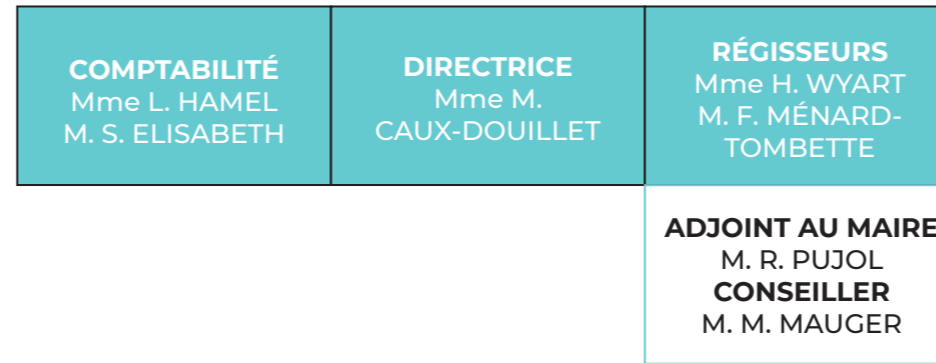 COMPTABILITÉ
Mme L. HAMEL
M. S. ELISABETH
DIRECTRICE
Mme M.
CAUX-DOUILLET
RÉGISSEURS
Mme H. WYART
M. F. MÉNARD-
TOMBETTE
ADJOINT AU MAIRE
M. R. PUJOL
CONSEILLER
M. M. MAUGER